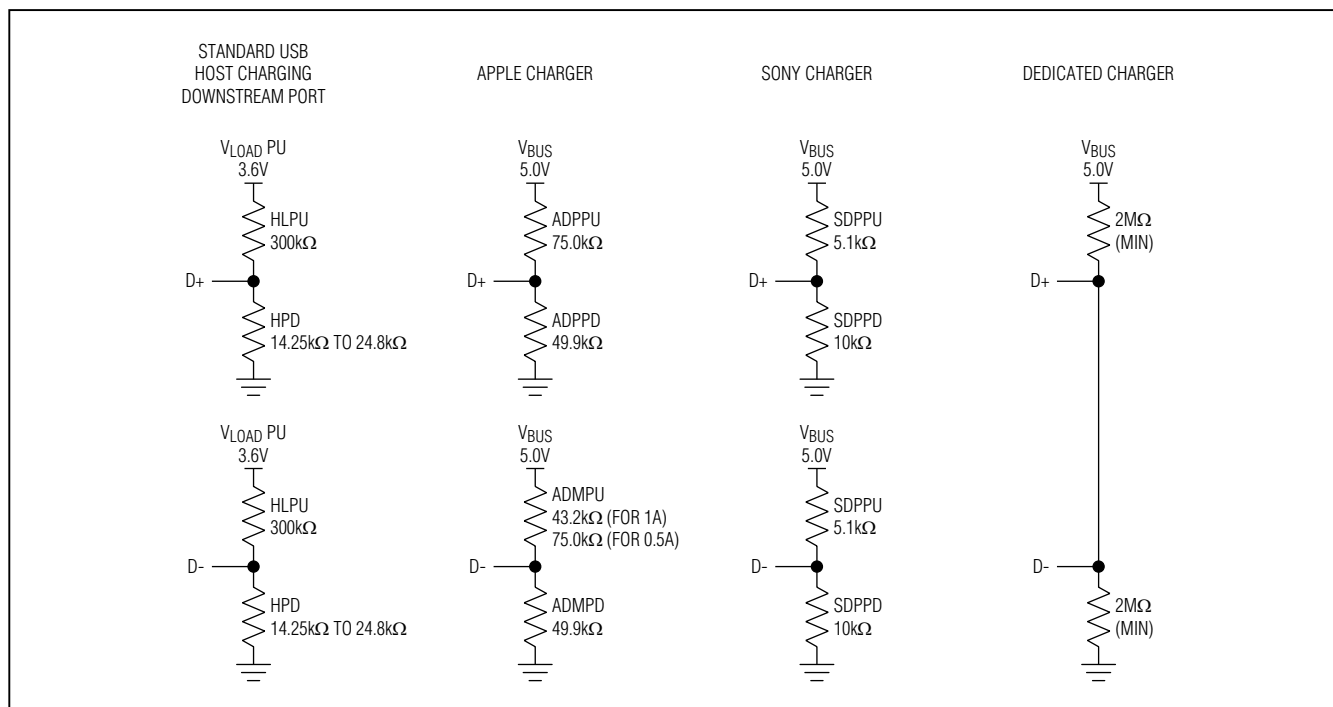 STANDARD USB
HOST CHARGING
DOWNSTREAM PORT
VLOAD PU
3.6V
HLPU
300kΩ
D+
HPD
14.25kΩ TO 24.8kΩ
VLOAD PU
3.6V
HLPU
300kΩ
D-
HPD
14.25kΩ TO 24.8kΩ
APPLE CHARGER
VBUS
5.0V
ADPPU
75.0kΩ
D+
ADPPD
49.9kΩ
VBUS
5.0V
ADMPU
43.2kΩ (FOR 1A)
75.0kΩ (FOR 0.5A)
D-
ADMPD
49.9kΩ
SONY CHARGER
VBUS
5.0V
SDPPU
5.1kΩ
D+
SDPPD
10kΩ
VBUS
5.0V
SDPPU
5.1kΩ
D-
SDPPD
10kΩ
DEDICATED CHARGER
VBUS
5.0V
2MΩ
(MIN)
D+
D-
2MΩ
(MIN)